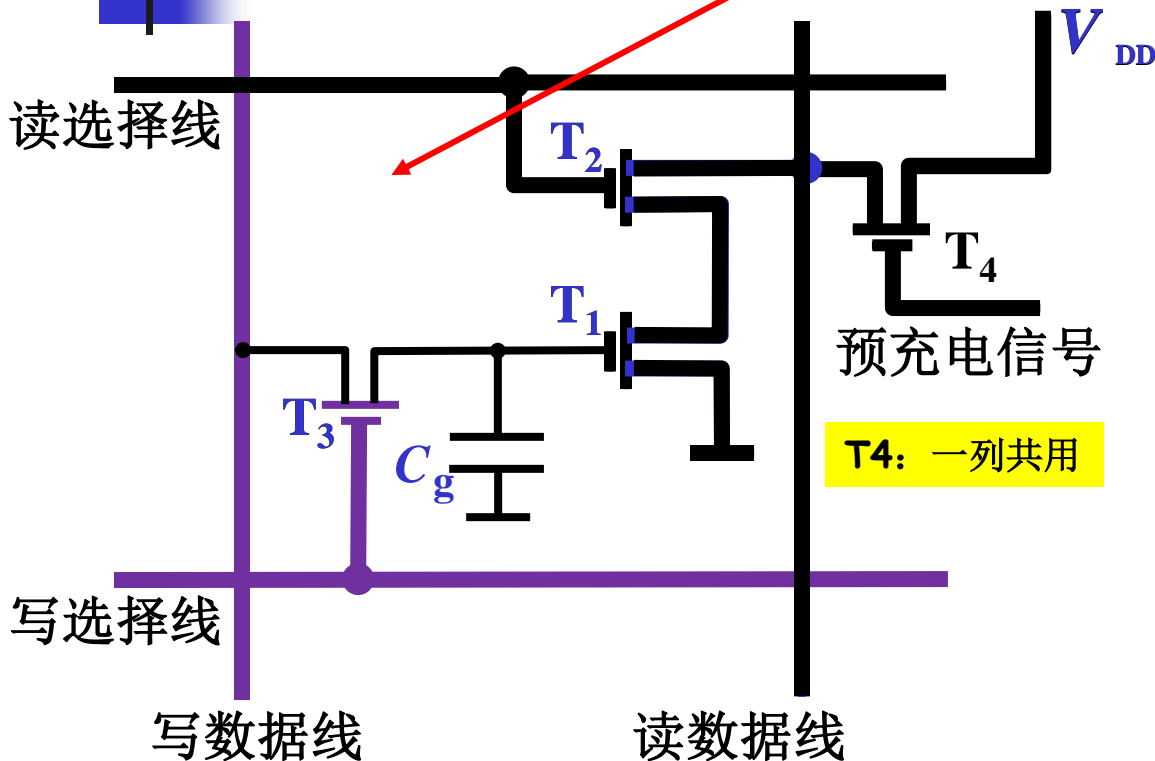 V DD
读选择线
T2
T4
T1
预充电信号
T3
Cg
T4：一列共用
写选择线
写数据线
读数据线